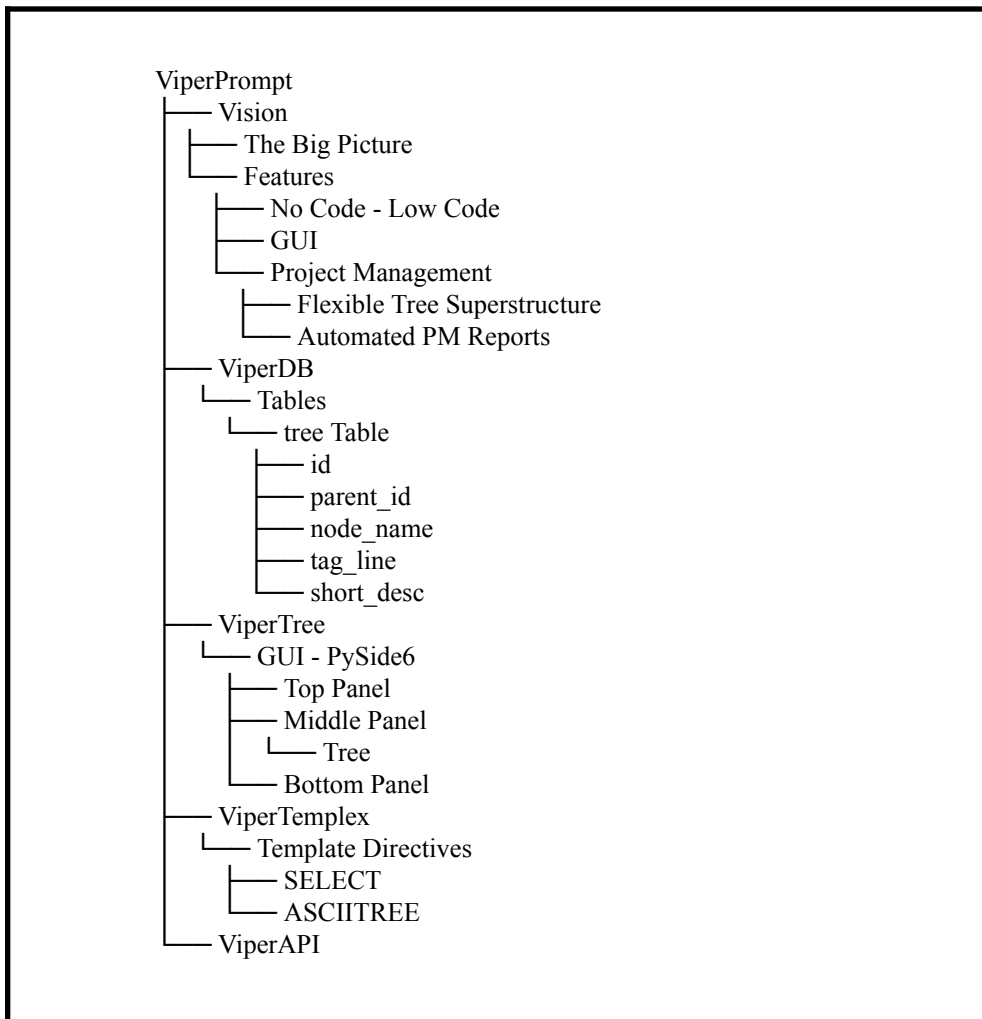 ViperPrompt
├── Vision
│ ├── The Big Picture
│ └── Features
│   ├── No Code - Low Code
│   ├── GUI
│   └── Project Management
│     ├── Flexible Tree Superstructure
│     └── Automated PM Reports
├── ViperDB
│ └── Tables
│   └── tree Table
│     ├── id
│     ├── parent_id
│     ├── node_name
│     ├── tag_line
│     └── short_desc
├── ViperTree
│ └── GUI - PySide6
│   ├── Top Panel
│   ├── Middle Panel
│   │ └── Tree
│   └── Bottom Panel
├── ViperTemplex
│ └── Template Directives
│   ├── SELECT
│   └── ASCIITREE
└── ViperAPI